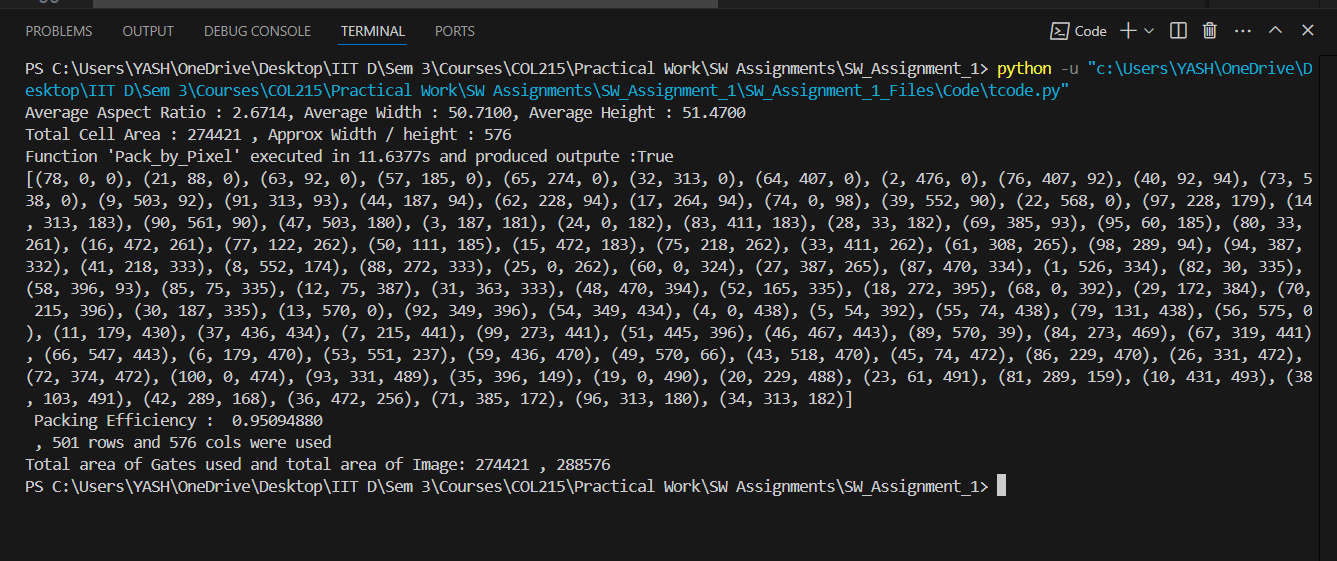 PROBLEMS OUTPUT DEBUG CONSOLE TERMINAL PORTS Code
PS C:\Users\YASH\OneDrive\Desktop\IIT D\Sem 3\Courses\COL215\Practical Work\SW Assignments\SW_Assignment_1> python -u "c:\Users\YASH\OneDrive\D
esktop\IIT D\Sem 3\Courses\COL215\Practical Work\SW Assignments\SW_Assignment_1\SW_Assignment_1_Files\Code\tcode.py"
Average Aspect Ratio : 2.6714, Average Width : 50.7100, Average Height : 51.4700
Total Cell Area : 274421 , Approx Width / height : 576
Function 'Pack_by_Pixel' executed in 11.6377s and produced outpute :True
[(78, 0, 0), (21, 88, 0), (63, 92, 0), (57, 185, 0), (65, 274, 0), (32, 313, 0), (64, 407, 0), (2, 476, 0), (76, 407, 92), (40, 92, 94), (73, 5
38, 0), (9, 503, 92), (91, 313, 93), (44, 187, 94), (62, 228, 94), (17, 264, 94), (74, 0, 98), (39, 552, 90), (22, 568, 0), (97, 228, 179), (14
, 313, 183), (90, 561, 90), (47, 503, 180), (3, 187, 181), (24, 0, 182), (83, 411, 183), (28, 33, 182), (69, 385, 93), (95, 60, 185), (80, 33, 
261), (16, 472, 261), (77, 122, 262), (50, 111, 185), (15, 472, 183), (75, 218, 262), (33, 411, 262), (61, 308, 265), (98, 289, 94), (94, 387, 
332), (41, 218, 333), (8, 552, 174), (88, 272, 333), (25, 0, 262), (60, 0, 324), (27, 387, 265), (87, 470, 334), (1, 526, 334), (82, 30, 335), 
(58, 396, 93), (85, 75, 335), (12, 75, 387), (31, 363, 333), (48, 470, 394), (52, 165, 335), (18, 272, 395), (68, 0, 392), (29, 172, 384), (70,
 215, 396), (30, 187, 335), (13, 570, 0), (92, 349, 396), (54, 349, 434), (4, 0, 438), (5, 54, 392), (55, 74, 438), (79, 131, 438), (56, 575, 0
), (11, 179, 430), (37, 436, 434), (7, 215, 441), (99, 273, 441), (51, 445, 396), (46, 467, 443), (89, 570, 39), (84, 273, 469), (67, 319, 441)
, (66, 547, 443), (6, 179, 470), (53, 551, 237), (59, 436, 470), (49, 570, 66), (43, 518, 470), (45, 74, 472), (86, 229, 470), (26, 331, 472), 
(72, 374, 472), (100, 0, 474), (93, 331, 489), (35, 396, 149), (19, 0, 490), (20, 229, 488), (23, 61, 491), (81, 289, 159), (10, 431, 493), (38
, 103, 491), (42, 289, 168), (36, 472, 256), (71, 385, 172), (96, 313, 180), (34, 313, 182)]
 Packing Efficiency :  0.95094880
 , 501 rows and 576 cols were used
Total area of Gates used and total area of Image: 274421 , 288576
PS C:\Users\YASH\OneDrive\Desktop\IIT D\Sem 3\Courses\COL215\Practical Work\SW Assignments\SW_Assignment_1>